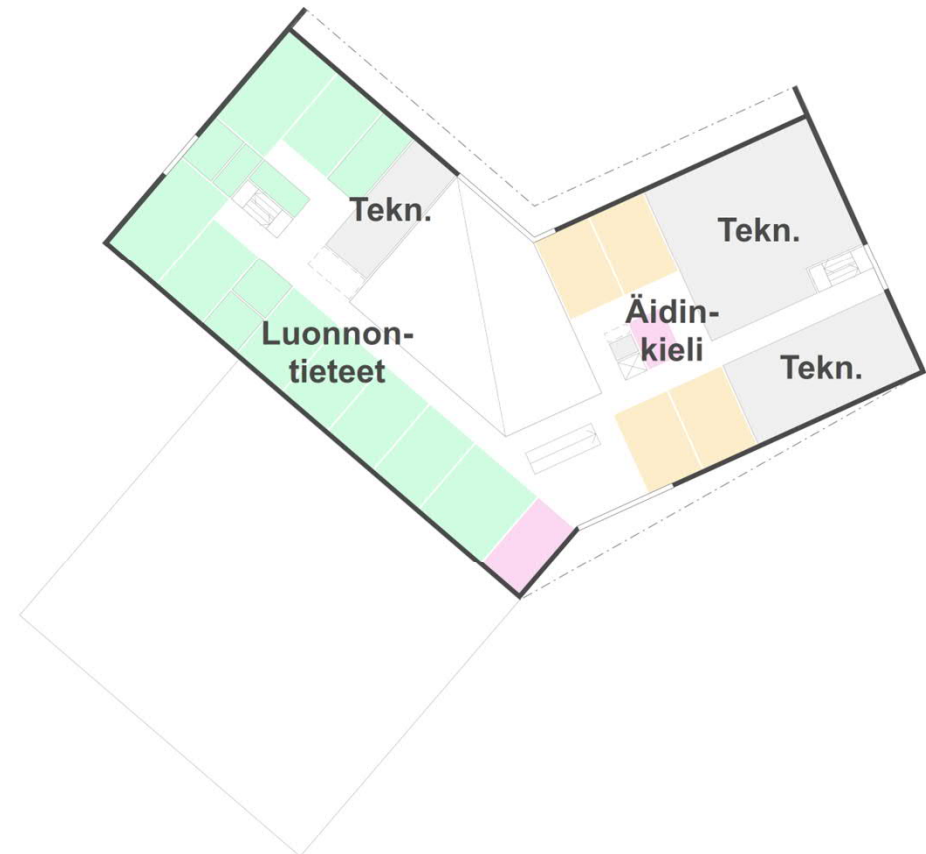 Tekn.
Tekn.
Äidin-
kieli
Luonnon-
tieteet
Tekn.